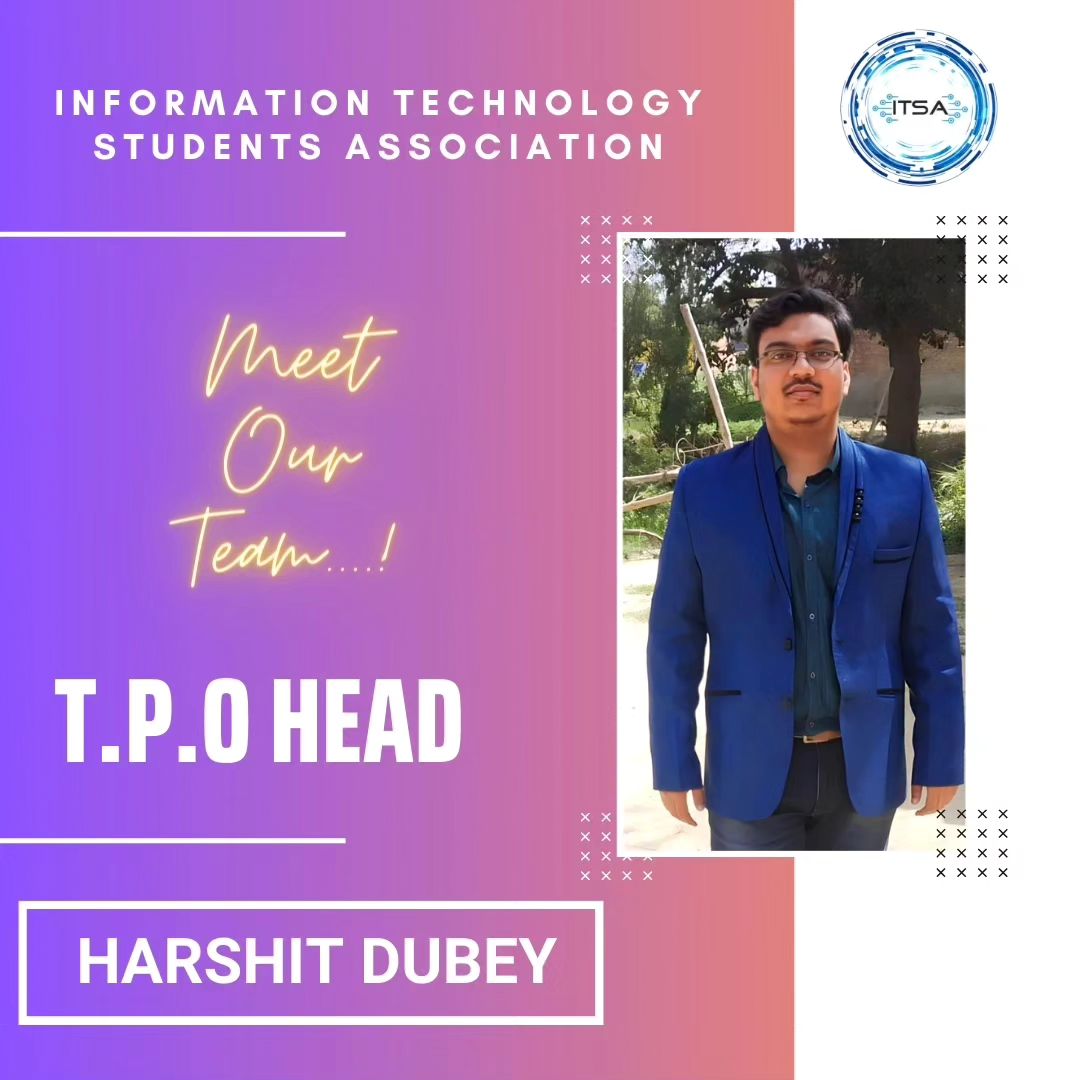 INFORMATION TECHNOLOGY
STUDENTS ASSOCIATION
ITSA
Meet
Our
Team....!
T.P.O HEAD
HARSHIT DUBEY